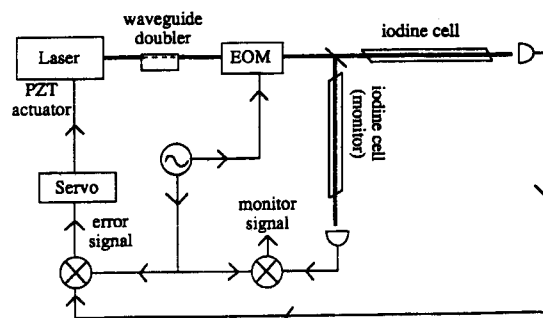 waveguide
doubler
iodine cell
Laser
EOM
PZT
actuator
iodine cell
(monitor)
Servo
monitor
signal
error
signal